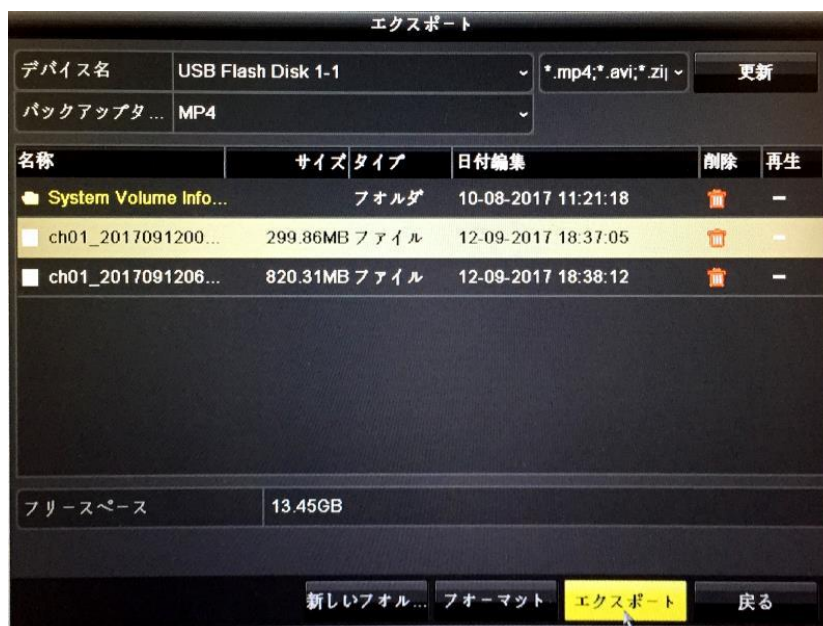 エクスポート
デバイス名 USB Flash Disk 1-1 *.mp4;*.avi;*.zi| 更新
バックアップタ... MP4
名称 サイズ タイプ 日付編集 削除 再生
System Volume Info... フォルダ 10-08-2017 11:21:18 –
ch01_2017091200... 299.86MB ファイル 12-09-2017 18:37:05 –
ch01_2017091206... 820.31MB ファイル 12-09-2017 18:38:12 –
フリースペース 13.45GB
新しいフォル... フォーマット エクスポート 戻る